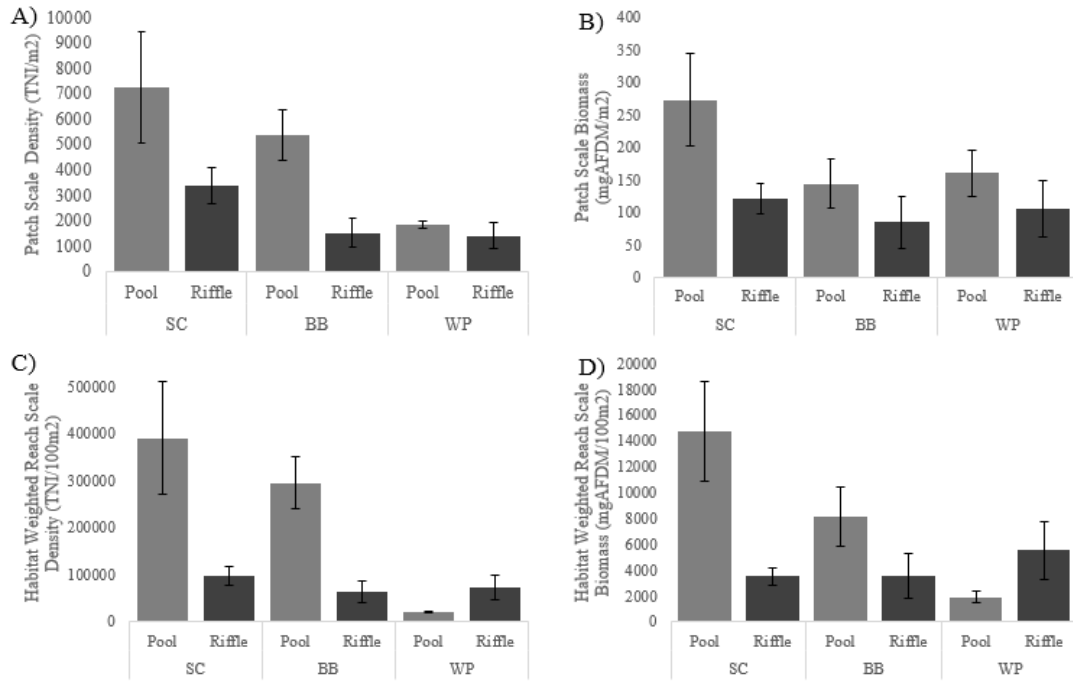 A)
Patch Scale Density (TNI/m2)
10000
9000
8000
7000
6000
5000
4000
3000
2000
1000
0
Pool Riffle Pool Riffle Pool Riffle
SC BB WP
B)
Patch Scale Biomass
(mgAFDM/m2)
400
350
300
250
200
150
100
50
0
Pool Riffle Pool Riffle Pool Riffle
SC BB WP
C)
Habitat Weighted Reach Scale
Density (TNI/100m2)
500000
400000
300000
200000
100000
0
Pool Riffle Pool Riffle Pool Riffle
SC BB WP
D)
Habitat Weighted Reach Scale
Biomass (mgAFDM/100m2)
20000
18000
16000
14000
12000
10000
8000
6000
4000
2000
0
Pool Riffle Pool Riffle Pool Riffle
SC BB WP